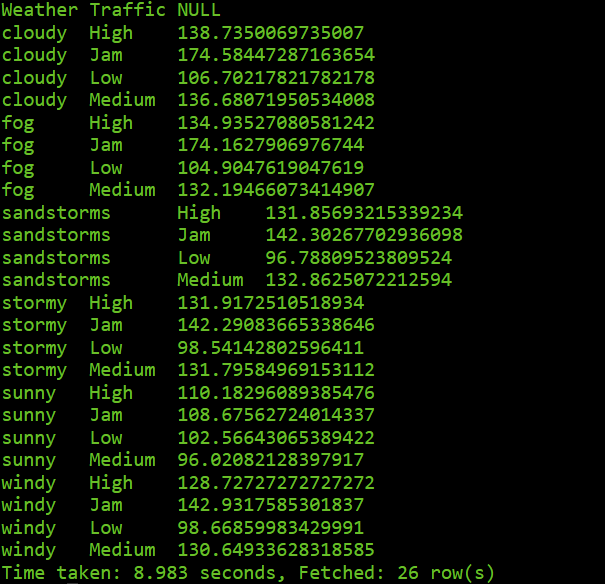 Weather Traffic NULL
cloudy High 138.7350069735007
cloudy Jam 174.58447287163654
cloudy Low 106.70217821782178
cloudy Medium 136.68071950534008
fog High 134.93527080581242
fog Jam 174.1627906976744
fog Low 104.9047619047619
fog Medium 132.19466073414907
sandstorms High 131.85693215339234
sandstorms Jam 142.30267702936098
sandstorms Low 96.78809523809524
sandstorms Medium 132.8625072212594
stormy High 131.9172510518934
stormy Jam 142.29083665338646
stormy Low 98.54142802596411
stormy Medium 131.79584969153112
sunny High 110.18296089385476
sunny Jam 108.67562724014337
sunny Low 102.56643065389422
sunny Medium 96.02082128397917
windy High 128.72727272727272
windy Jam 142.9317585301837
windy Low 98.66859983429991
windy Medium 130.64933628318585
Time taken: 8.983 seconds, Fetched: 26 row(s)